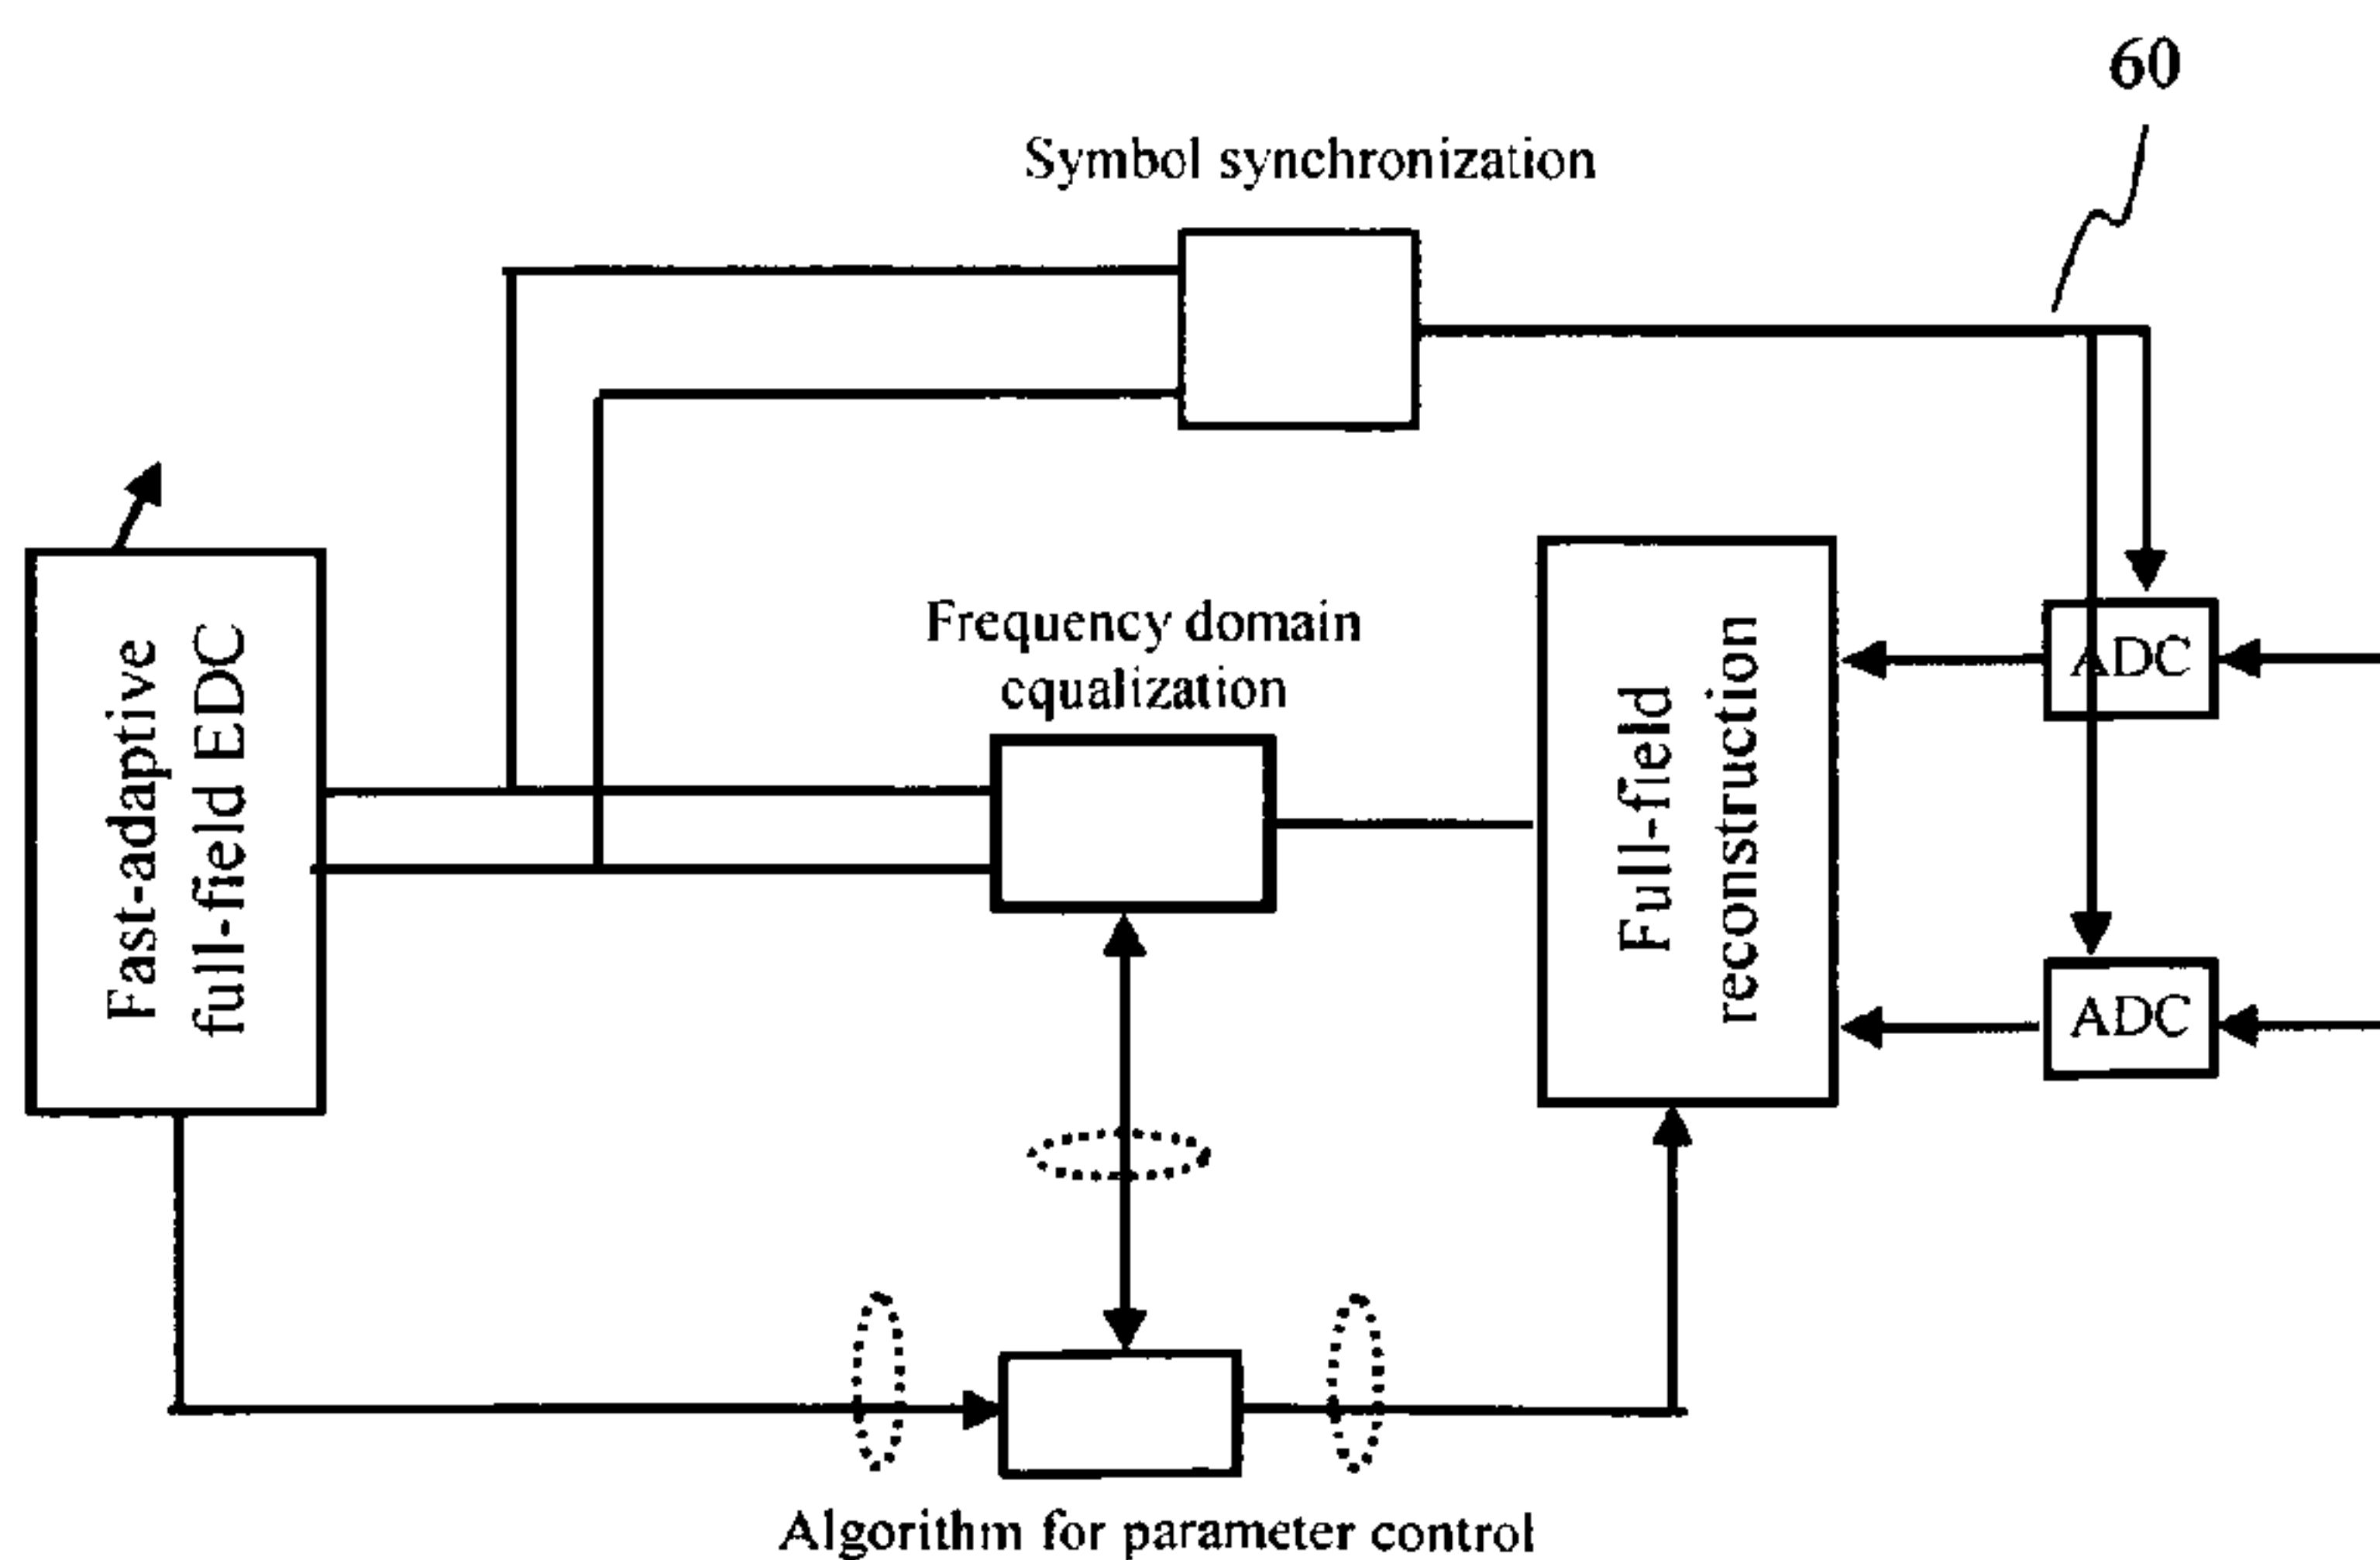 60
Symbol synchronization
Fast-adaptive
full-field EDC
Frequency domain
equalization
Full-field
reconstruction
ADC
ADC
Algorithm for parameter control